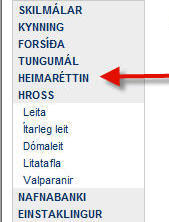 SKILMÁLAR
KYNNING
FORSÍÐA
TUNGUMÁL
HEIMARÉTTIN
HROSS
Leita
Ítarleg leit
Dómaleit
Litatafla
Valparanir
NAFNABANKI
EINSTAKLINGUR